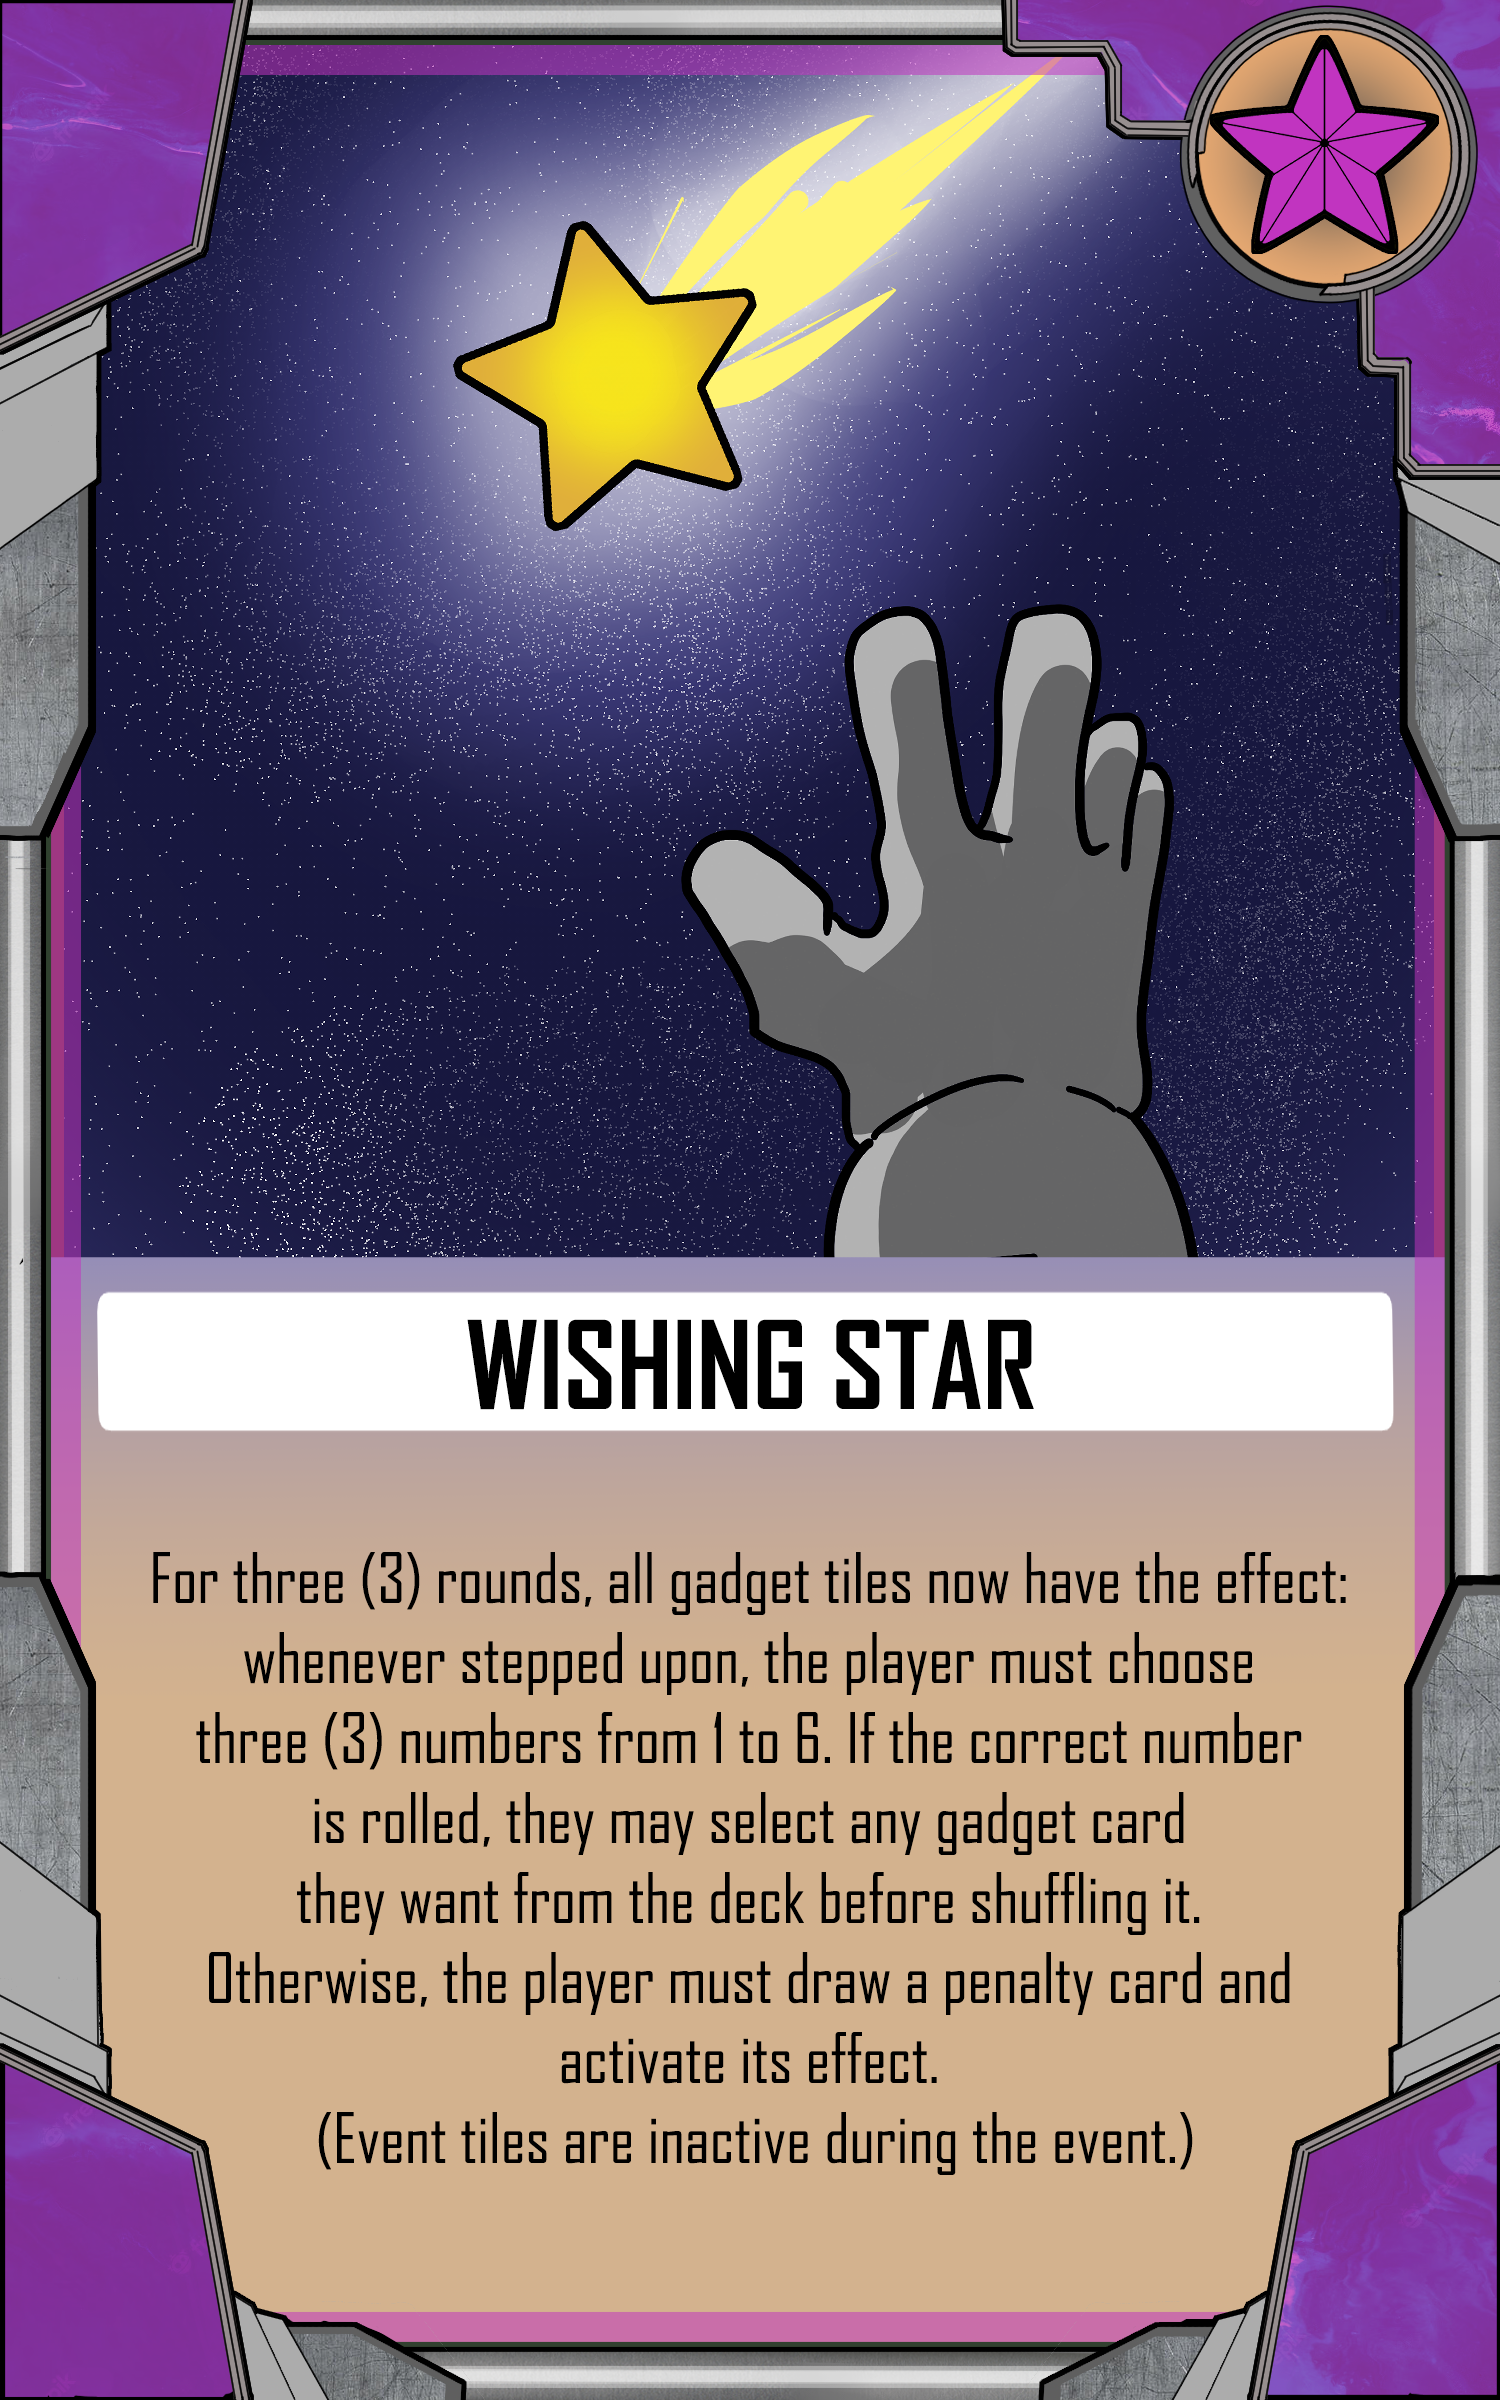 WISHING STAR
For three (3) rounds, all gadget tiles now have the effect:
whenever stepped upon, the player must choose
three (3) numbers from 1 to 6. If the correct number
is rolled, they may select any gadget card
they want from the deck before shuffling it.
Otherwise, the player must draw a penalty card and
activate its effect.
(Event tiles are inactive during the event.)